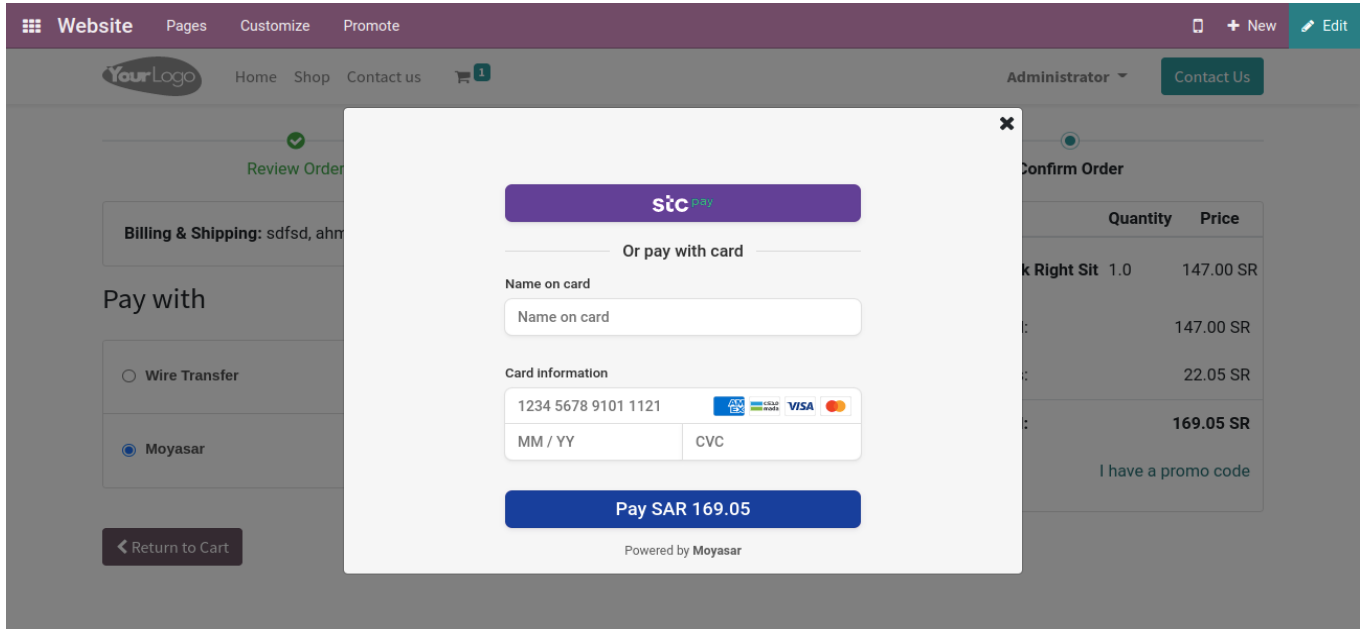 Website Pages Customize Promote New Edit
YourLogo Home Shop Contact us 1 Administrator Contact Us
Review Order Confirm Order
Billing & Shipping: sdfsd, Quantity Price
Right Sit 1.0 147.00 SR
Pay with
147.00 SR
Wire Transfer 22.05 SR
169.05 SR
Moyasar
I have a promo code
Return to Cart
stc pay
Or pay with card
Name on card
Name on card
Card information
1234 5678 9101 1121 AMEX mada VISA
MM / YY CVC
Pay SAR 169.05
Powered by Moyasar